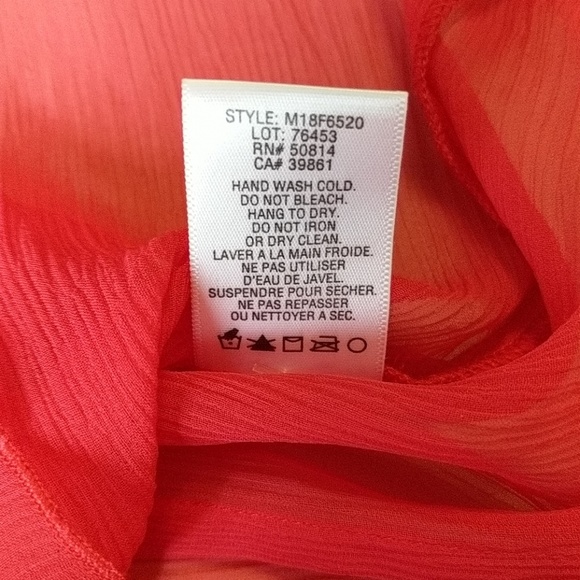 STYLE: M18F6520
LOT: 76453
RN# 50814
CA# 39861
HAND WASH COLD.
DO NOT BLEACH.
HANG TO DRY.
DO NOT IRON
OR DRY CLEAN.
LAVER A LA MAIN FROIDE.
NE PAS UTILISER
D'EAU DE JAVEL.
SUSPENDRE POUR SECHER.
NE PAS REPASSER
OU NETTOYER A SEC.